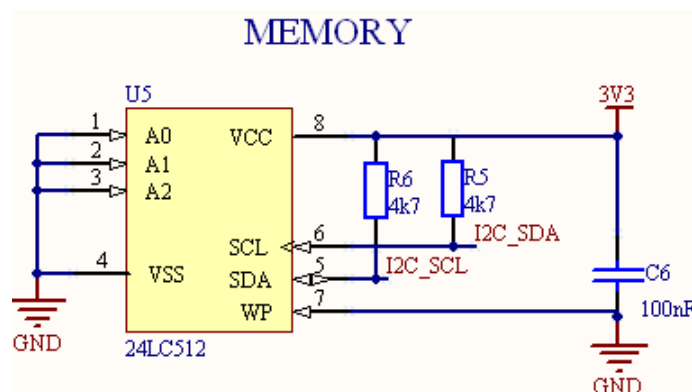 MEMORY
U5
3V3
1 A0 VCC 8
2 A1
3 A2
R6 R5
4k7 4k7
SCL 6 I2C_SDA
4 VSS SDA 5 I2C_SCL C6
WP 7 100nF
GND 24LC512
GND